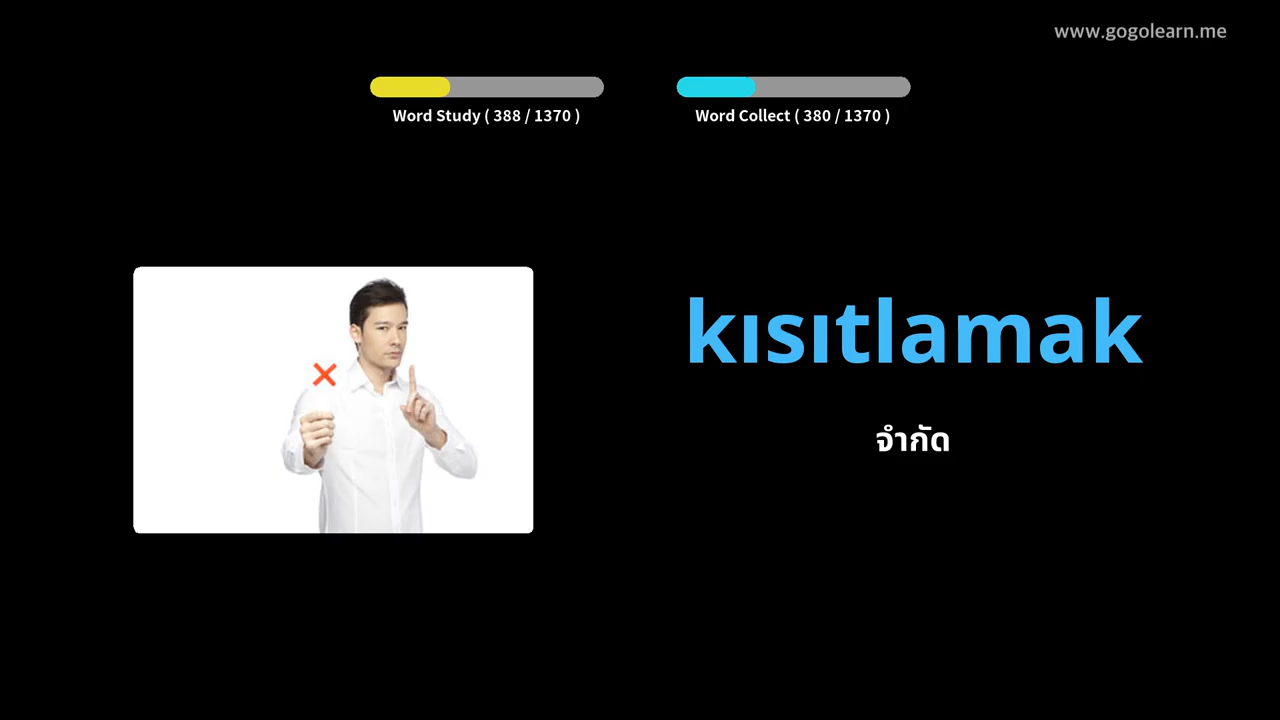 www.gogolearn.me
Word Study ( 388 / 1370 )
Word Collect ( 380 / 1370 )
kısıtlamak
จำกัด